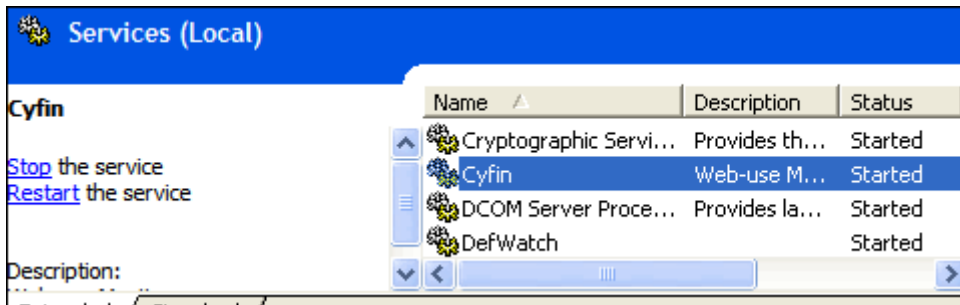 Services (Local)
Cyfin
Stop the service
Restart the service
Description:
Name Description Status
Cryptographic Servi... Provides th... Started
Cyfin Web-use M... Started
DCOM Server Proce... Provides la... Started
DefWatch Started